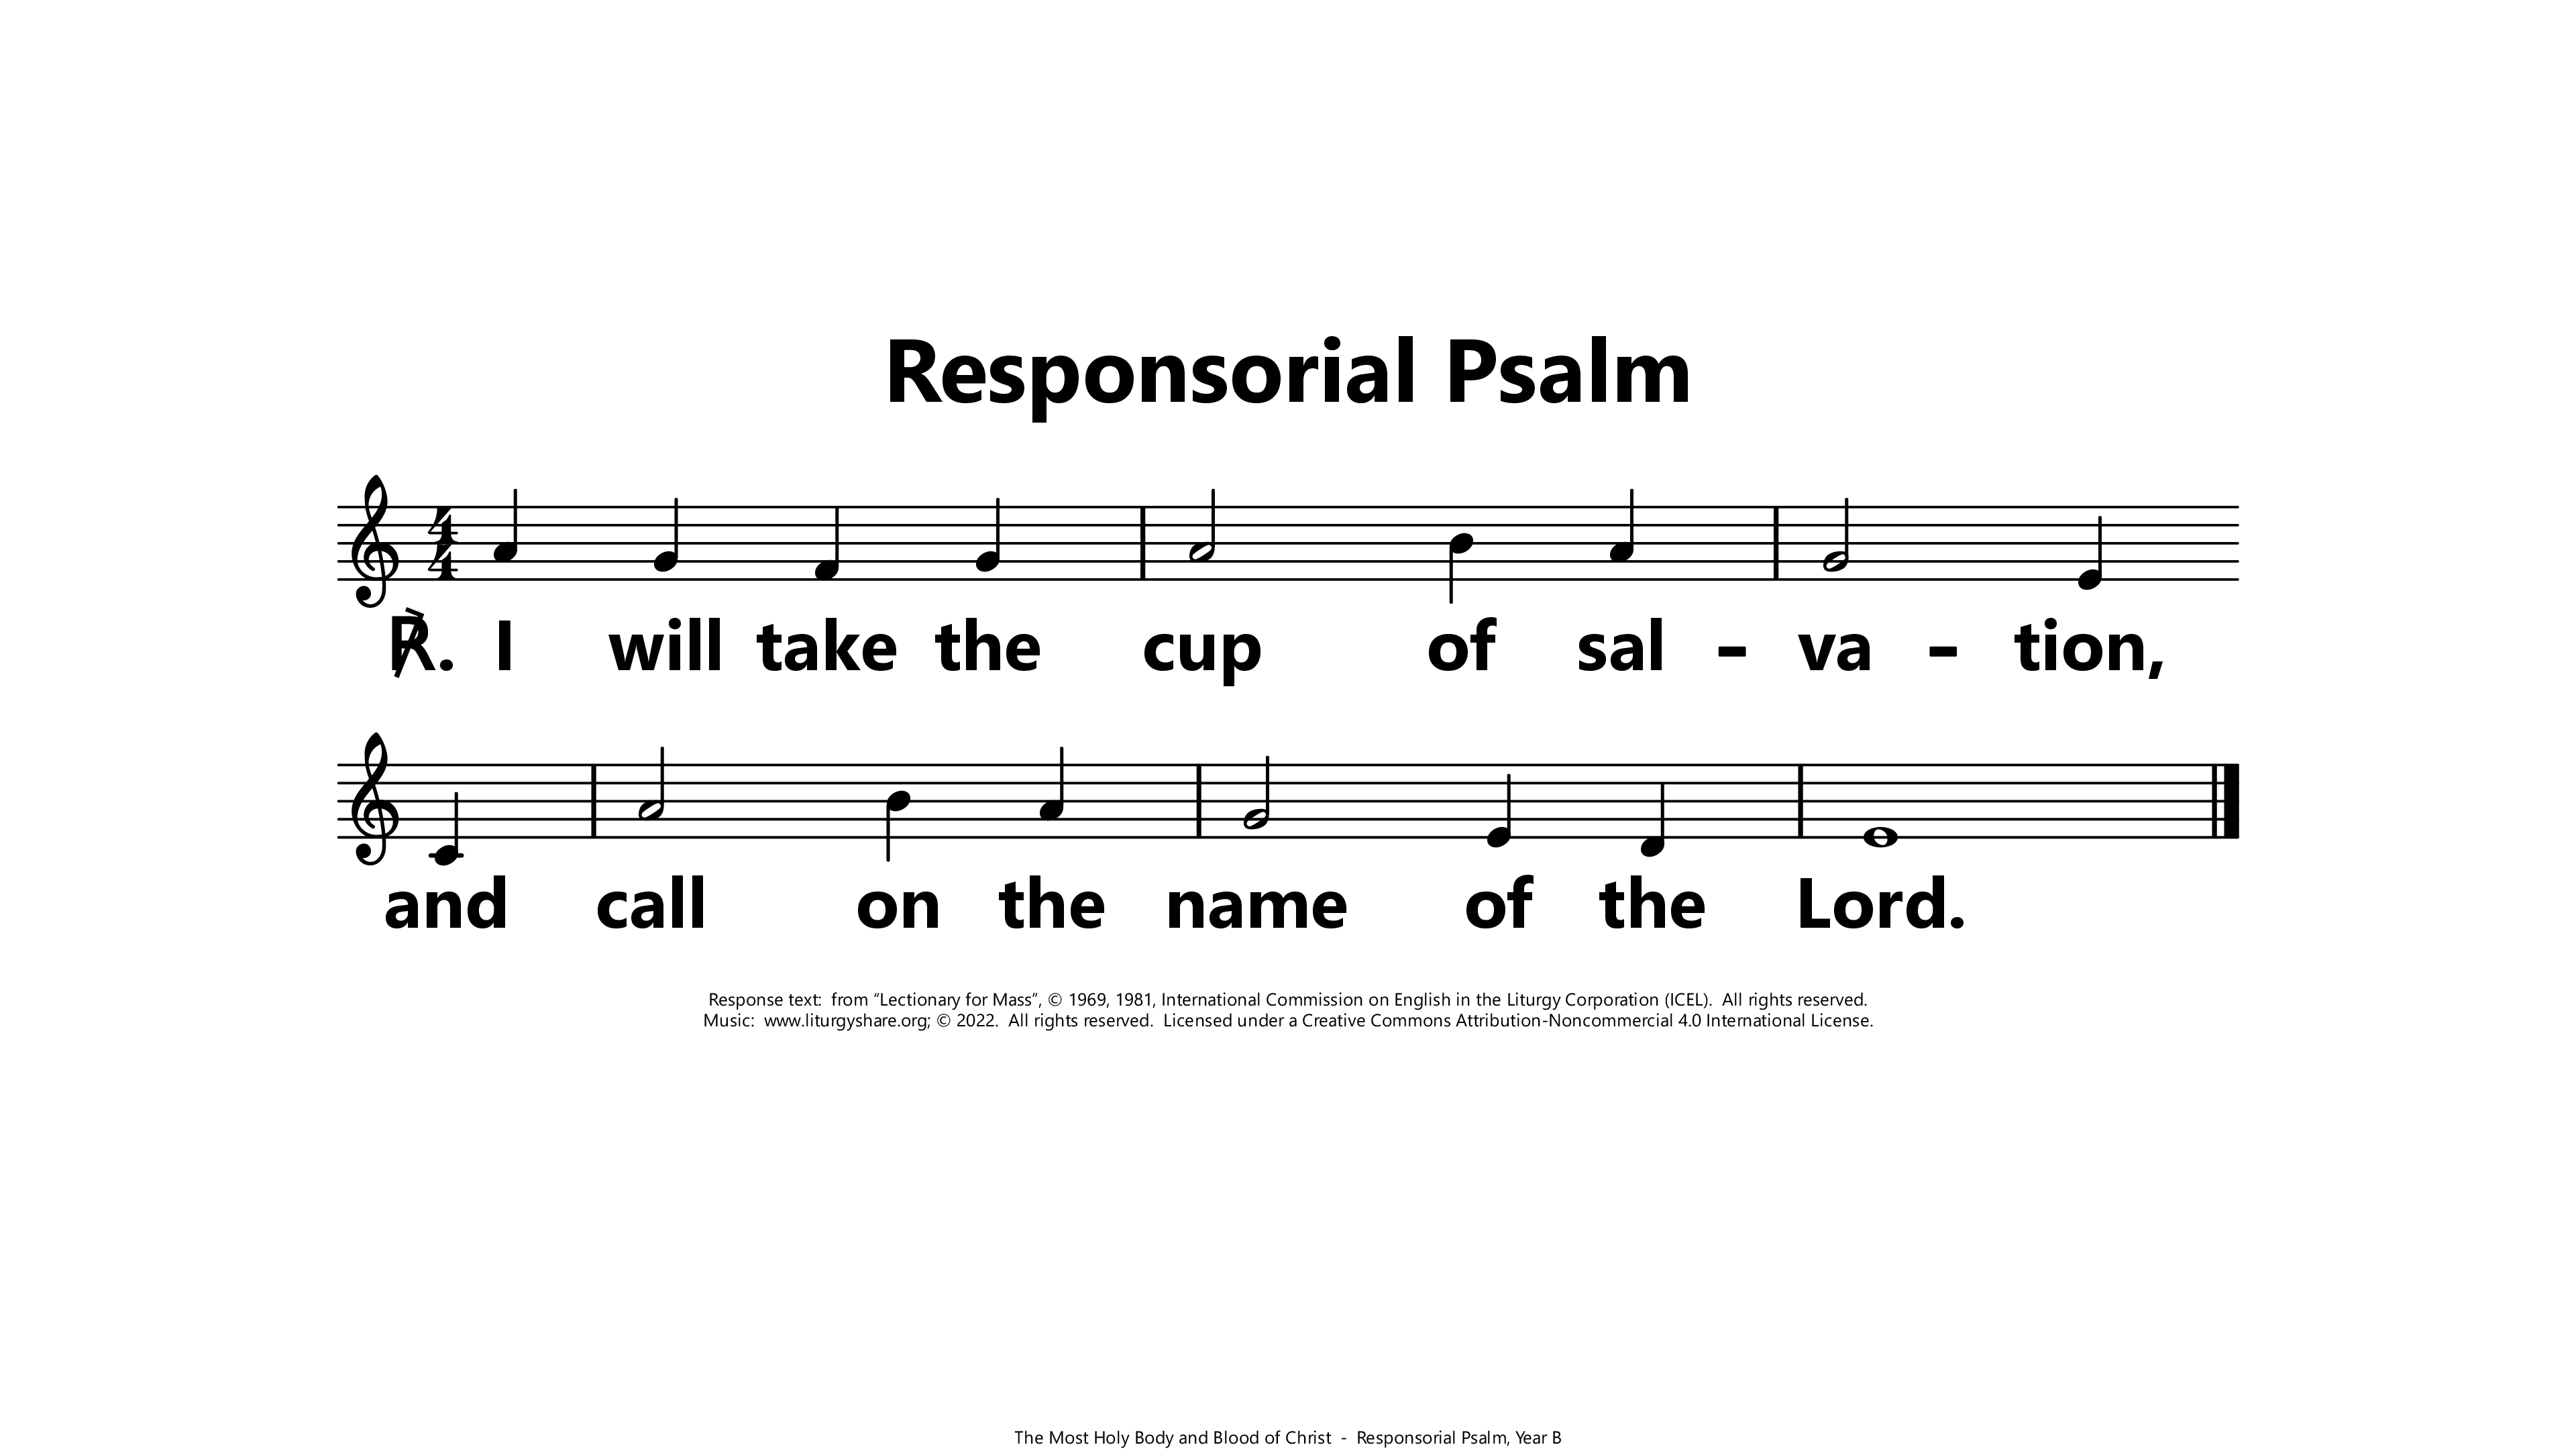 Responsorial Psalm
4
4
℟. I will take the cup of sal - va - tion,
and call on the name of the Lord.
Response text:  from “Lectionary for Mass”, © 1969, 1981, International Commission on English in the Liturgy Corporation (ICEL).  All rights reserved.
Music:  www.liturgyshare.org; © 2022.  All rights reserved.  Licensed under a Creative Commons Attribution-Noncommercial 4.0 International License.
The Most Holy Body and Blood of Christ  -  Responsorial Psalm, Year B